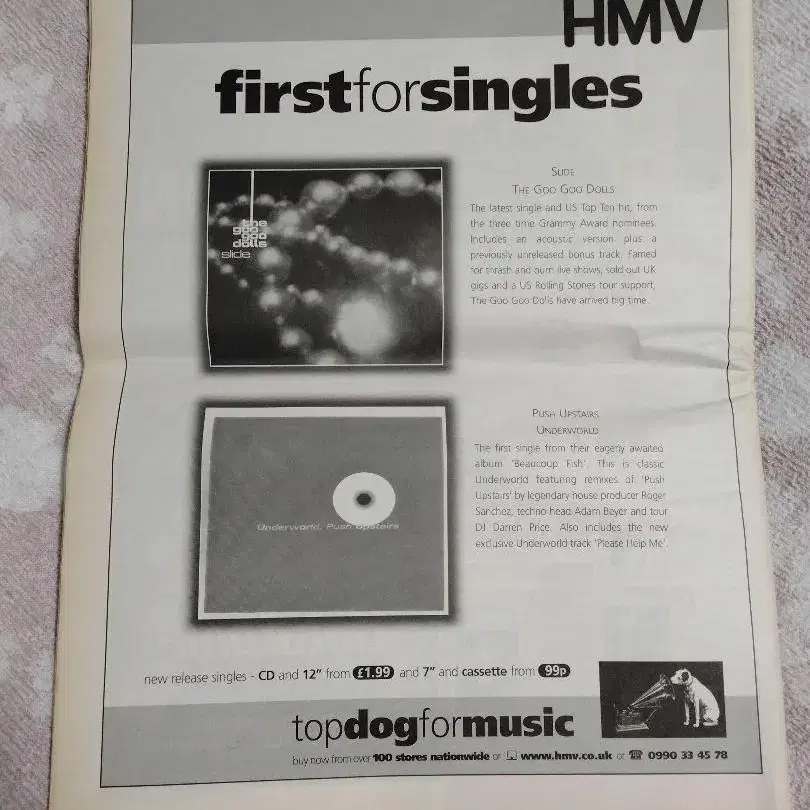 HMV
firstforsingles
the
goo
goo
dolls
slide
SLIDE
THE GOO GOO DOLLS
The latest single and US Top Ten hit, from
the three time Grammy Award nominees.
Includes an acoustic version plus a
previously unreleased bonus track. Famed
for thrash and burn live shows, sold out UK
gigs and a US Rolling Stones tour support,
The Goo Goo Dolls have arrived big time.
Underworld. Push Upstairs
PUSH UPSTAIRS
UNDERWORLD
The first single from their eagerly awaited
album 'Beaucoup Fish'. This is classic
Underworld featuring remixes of 'Push
Upstairs' by legendary house producer Roger
Sanchez, techno head Adam Beyer and tour
DJ Darren Price. Also includes the new
exclusive Underworld track 'Please Help Me'.
new release singles - CD and 12" from £1.99 and 7" and cassette from 99p
topdogformusic
buy now from over 100 stores nationwide or www.hmv.co.uk or 0990 33 45 78